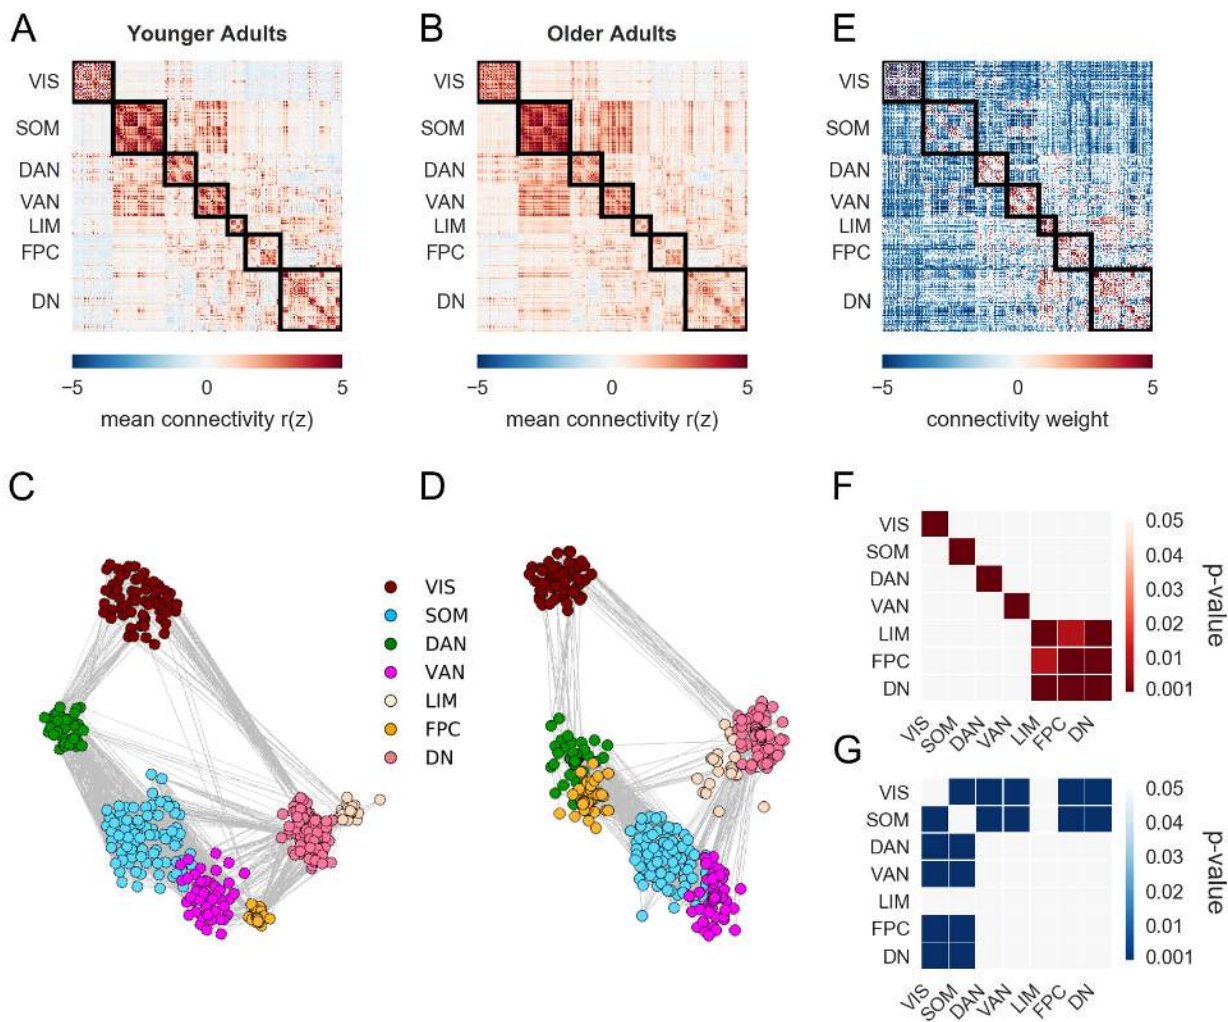 A
Younger Adults
VIS
SOM
DAN
VAN
LIM
FPC
DN
−5 0 5
mean connectivity r(z)
B
Older Adults
VIS
SOM
DAN
VAN
LIM
FPC
DN
−5 0 5
mean connectivity r(z)
E
VIS
SOM
DAN
VAN
LIM
FPC
DN
−5 0 5
connectivity weight
C
D
VIS
SOM
DAN
VAN
LIM
FPC
DN
F
VIS
SOM
DAN
VAN
LIM
FPC
DN
VIS SOM DAN VAN LIM FPC DN
0.05
0.04
0.03
0.02
0.01
0.001
p-value
G
VIS
SOM
DAN
VAN
LIM
FPC
DN
VIS SOM DAN VAN LIM FPC DN
0.05
0.04
0.03
0.02
0.01
0.001
p-value